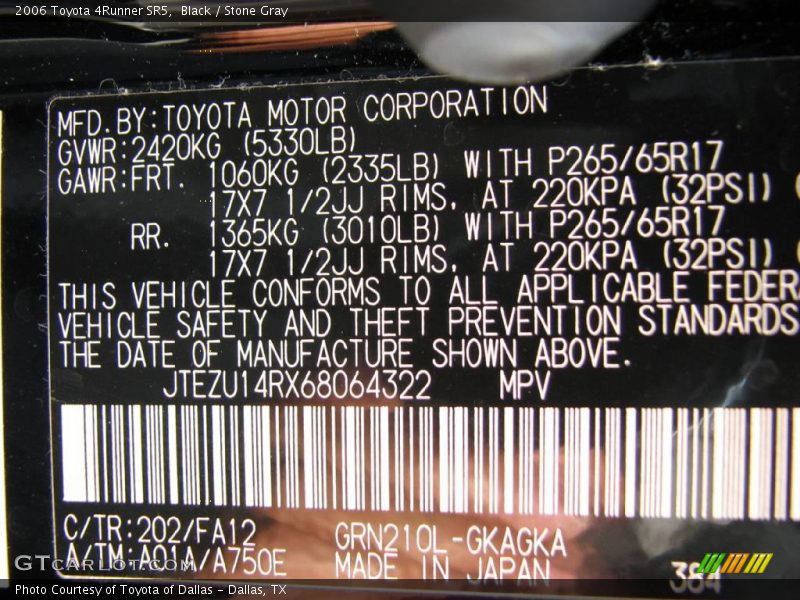 2006 Toyota 4Runner SR5,  Black / Stone Gray
MFD.BY:TOYOTA MOTOR CORPORATION
GVWR:2420KG (5330LB)
GAWR:FRT. 1060KG (2335LB) WITH P265/65R17
17X7 1/2JJ RIMS, AT 220KPA (32PSI)
RR. 1365KG (3010LB) WITH P265/65R17
17X7 1/2JJ RIMS, AT 220KPA (32PSI)
THIS VEHICLE CONFORMS TO ALL APPLICABLE FEDER
VEHICLE SAFETY AND THEFT PREVENTION STANDARDS
THE DATE OF MANUFACTURE SHOWN ABOVE.
JTEZU14RX68064322 MPV
C/TR:202/FA12 GRN210L-GKAGKA
A/TM:A01A/A750E MADE IN JAPAN 384
GTCarLot.com
Photo Courtesy of Toyota of Dallas - Dallas, TX